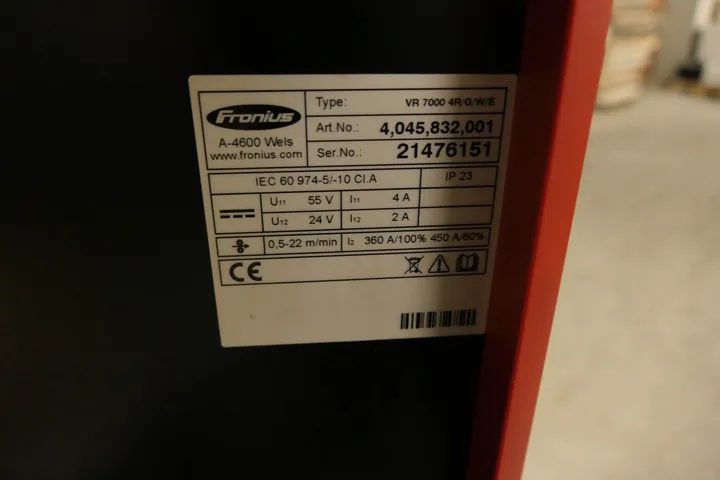 Fronius
A-4600 Wels
www.fronius.com
Type: VR 7000 4R/G/W/E
Art.No.: 4,045,832,001
Ser.No.: 21476151
IEC 60 974-5/-10 Cl.A IP 23
U11 55 V I11 4 A
U12 24 V I12 2 A
0,5-22 m/min I2 360 A/100% 450 A/60%
CE